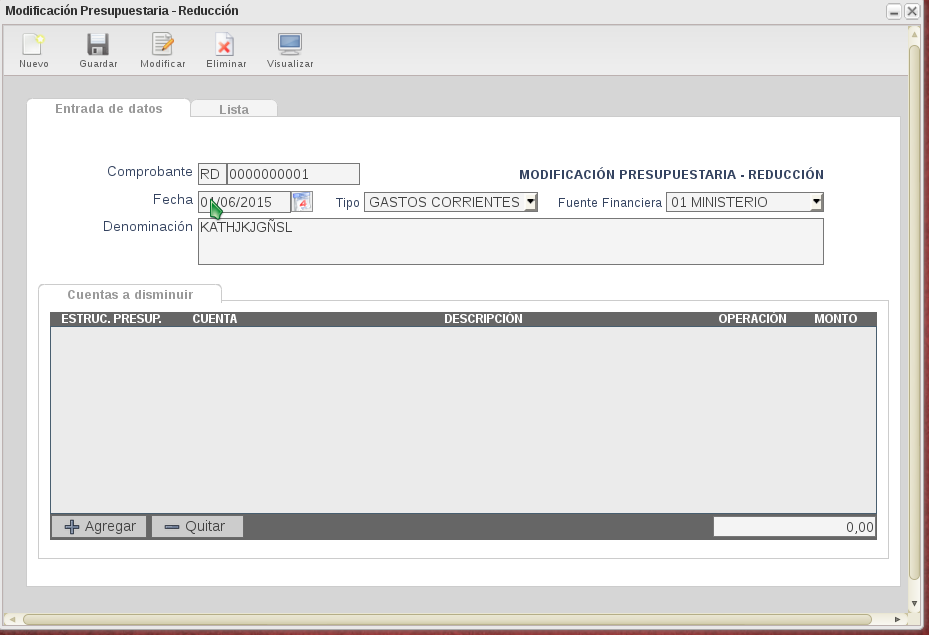 Modificación Presupuestaria - Reducción
Nuevo Guardar Modificar Eliminar Visualizar
Entrada de datos Lista
Comprobante RD 0000000001 MODIFICACIÓN PRESUPUESTARIA - REDUCCIÓN
Fecha 01/06/2015 Tipo GASTOS CORRIENTES Fuente Financiera 01 MINISTERIO
Denominación KATHJKJGÑSL
Cuentas a disminuir
ESTRUC. PRESUP. CUENTA DESCRIPCIÓN OPERACIÓN MONTO
Agregar Quitar 0,00